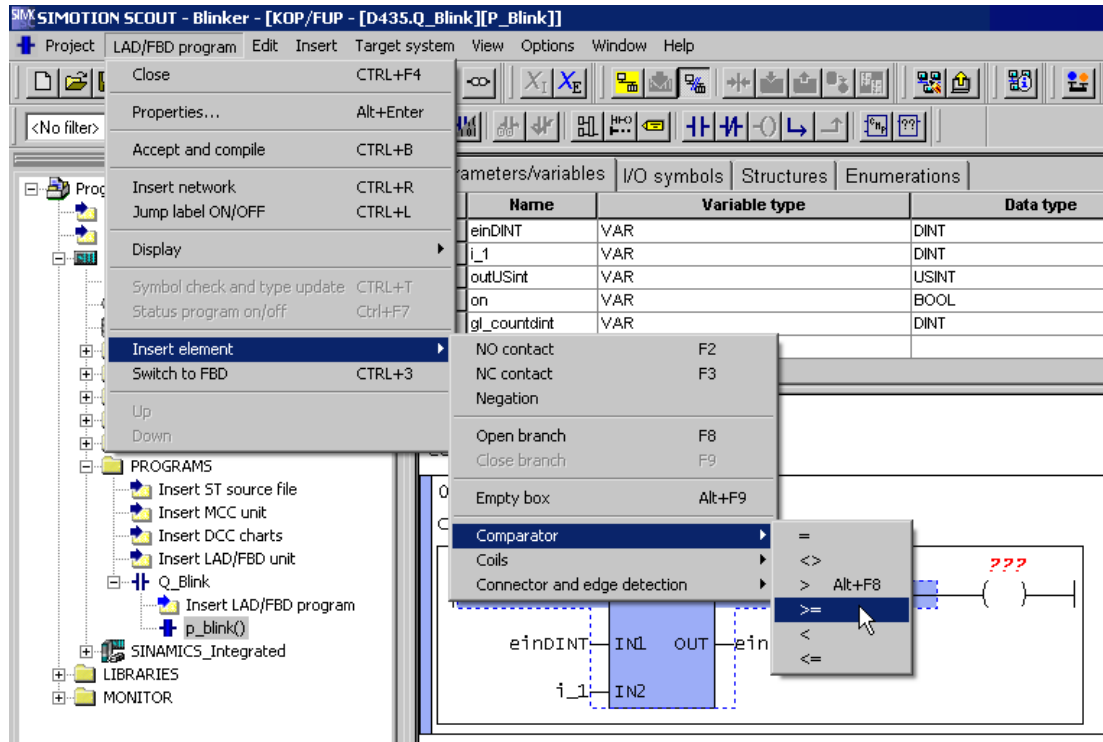 SIMOTION SCOUT - Blinker - [KOP/FUP - [D435.Q_Blink][P_Blink]]
Project LAD/FBD program Edit Insert Target system View Options Window Help
<No filter>
Close CTRL+F4
Properties... Alt+Enter
Accept and compile CTRL+B
Insert network CTRL+R
Jump label ON/OFF CTRL+L
Display
Symbol check and type update CTRL+T
Status program on/off Ctrl+F7
Insert element
Switch to FBD CTRL+3
Up
Down
I/O symbols Structures Enumerations
Name Variable type Data type
einDINT VAR DINT
i_1 VAR DINT
outUSint VAR USINT
on VAR BOOL
gl_countdint VAR DINT
NO contact F2
NC contact F3
Negation
Open branch F8
Close branch F9
Empty box Alt+F9
Comparator
Coils
Connector and edge detection
=
<>
> Alt+F8
>=
<
<=
???
einDINT IN1 OUT ein
i_1 IN2
PROGRAMS
Insert ST source file
Insert MCC unit
Insert DCC charts
Insert LAD/FBD unit
Q_Blink
Insert LAD/FBD program
p_blink()
SINAMICS_Integrated
LIBRARIES
MONITOR